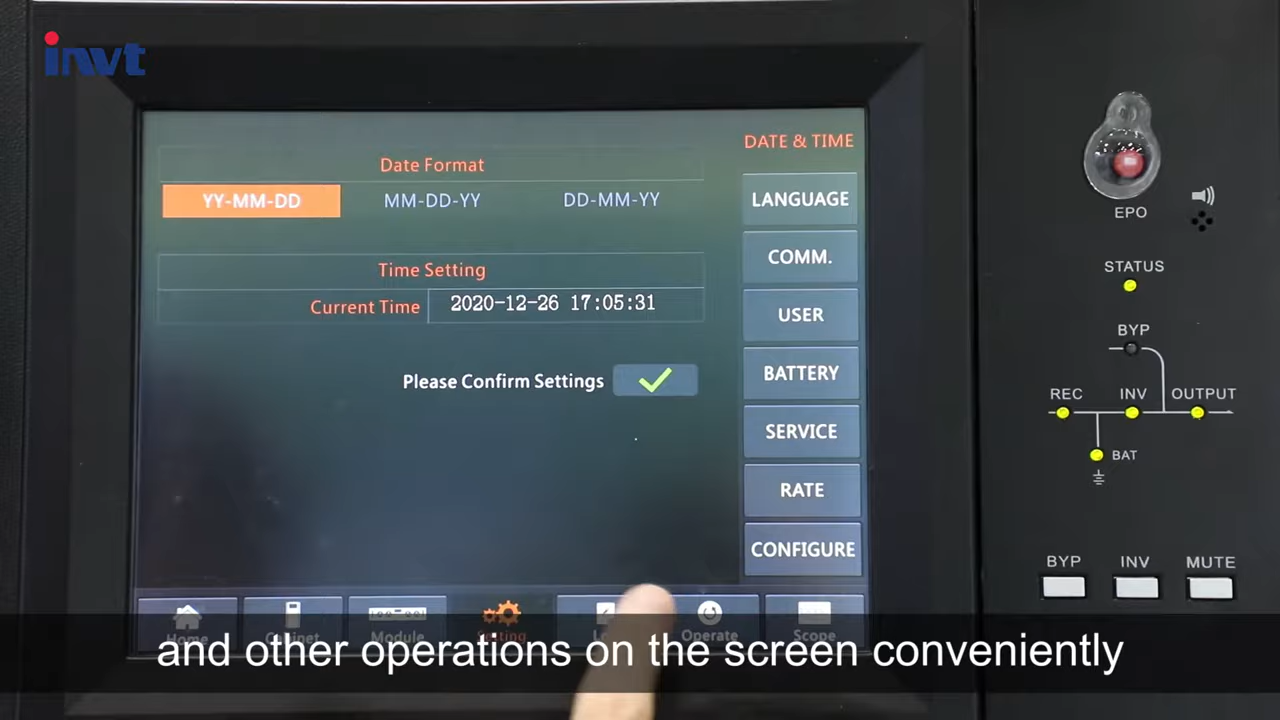 invt
DATE & TIME
Date Format
YY-MM-DD
MM-DD-YY
DD-MM-YY
Time Setting
Current Time
2020-12-26 17:05:31
Please Confirm Settings
LANGUAGE
COMM.
USER
BATTERY
SERVICE
RATE
CONFIGURE
Home
Cabinet
Module
Setting
Operate
Scope
EPO
STATUS
BYP
REC
INV
OUTPUT
BAT
BYP
INV
MUTE
and other operations on the screen conveniently